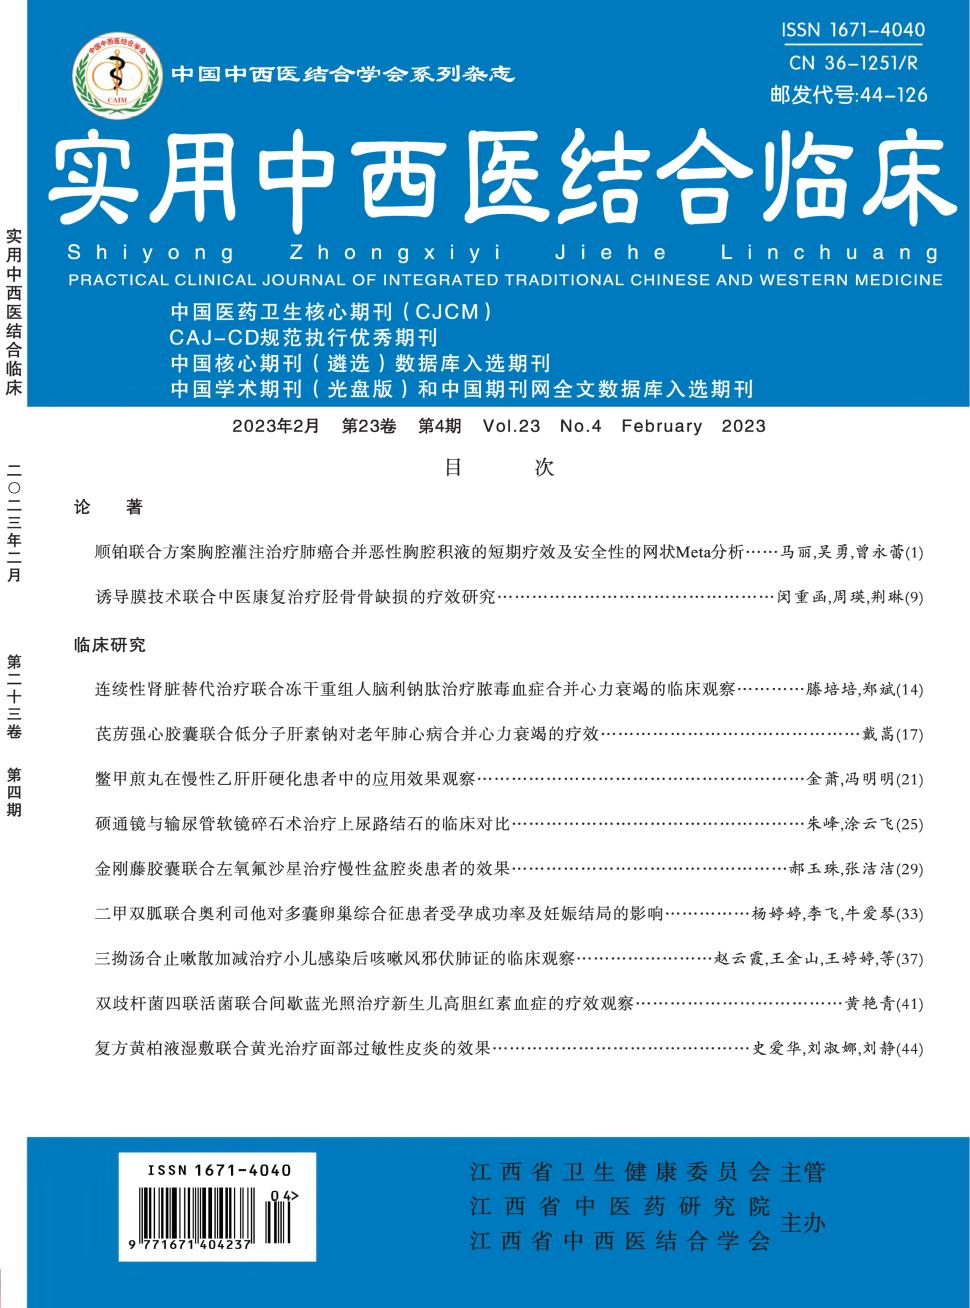 ISSN 1671-4040
CN 36-1251/R
邮发代号:44-126
中国中西医结合学会
CAIM
中国中西医结合学会系列杂志
实用中西医结合临床
Shiyong Zhongxiyi Jiehe Linchuang
PRACTICAL CLINICAL JOURNAL OF INTEGRATED TRADITIONAL CHINESE AND WESTERN MEDICINE
中国医药卫生核心期刊（CJCM）
CAJ-CD规范执行优秀期刊
中国核心期刊（遴选）数据库入选期刊
中国学术期刊（光盘版）和中国期刊网全文数据库入选期刊
实用中西医结合临床
二〇二三年二月
第二十三卷 第四期
2023年2月 第23卷 第4期 Vol.23 No.4 February 2023
目 次
论 著
顺铂联合方案胸腔灌注治疗肺癌合并恶性胸腔积液的短期疗效及安全性的网状Meta分析……马丽,吴勇,曾永蕾(1)
诱导膜技术联合中医康复治疗胫骨骨缺损的疗效研究…………………………………………闵重函,周瑛,荆琳(9)
临床研究
连续性肾脏替代治疗联合冻干重组人脑利钠肽治疗脓毒血症合并心力衰竭的临床观察…………滕培培,郑斌(14)
芪苈强心胶囊联合低分子肝素钠对老年肺心病合并心力衰竭的疗效………………………………………戴嵩(17)
鳖甲煎丸在慢性乙肝肝硬化患者中的应用效果观察…………………………………………………金萧,冯明明(21)
硕通镜与输尿管软镜碎石术治疗上尿路结石的临床对比……………………………………………朱峰,涂云飞(25)
金刚藤胶囊联合左氧氟沙星治疗慢性盆腔炎患者的效果…………………………………………郝玉珠,张洁洁(29)
二甲双胍联合奥利司他对多囊卵巢综合征患者受孕成功率及妊娠结局的影响……………杨婷婷,李飞,牛爱琴(33)
三拗汤合止嗽散加减治疗小儿感染后咳嗽风邪伏肺证的临床观察……………………赵云霞,王金山,王婷婷,等(37)
双歧杆菌四联活菌联合间歇蓝光照治疗新生儿高胆红素血症的疗效观察………………………………黄艳青(41)
复方黄柏液湿敷联合黄光治疗面部过敏性皮炎的效果………………………………………史爱华,刘淑娜,刘静(44)
ISSN 1671-4040
04>
9 771671 404237
江西省卫生健康委员会 主管
江西省中医药研究院
江西省中西医结合学会 主办